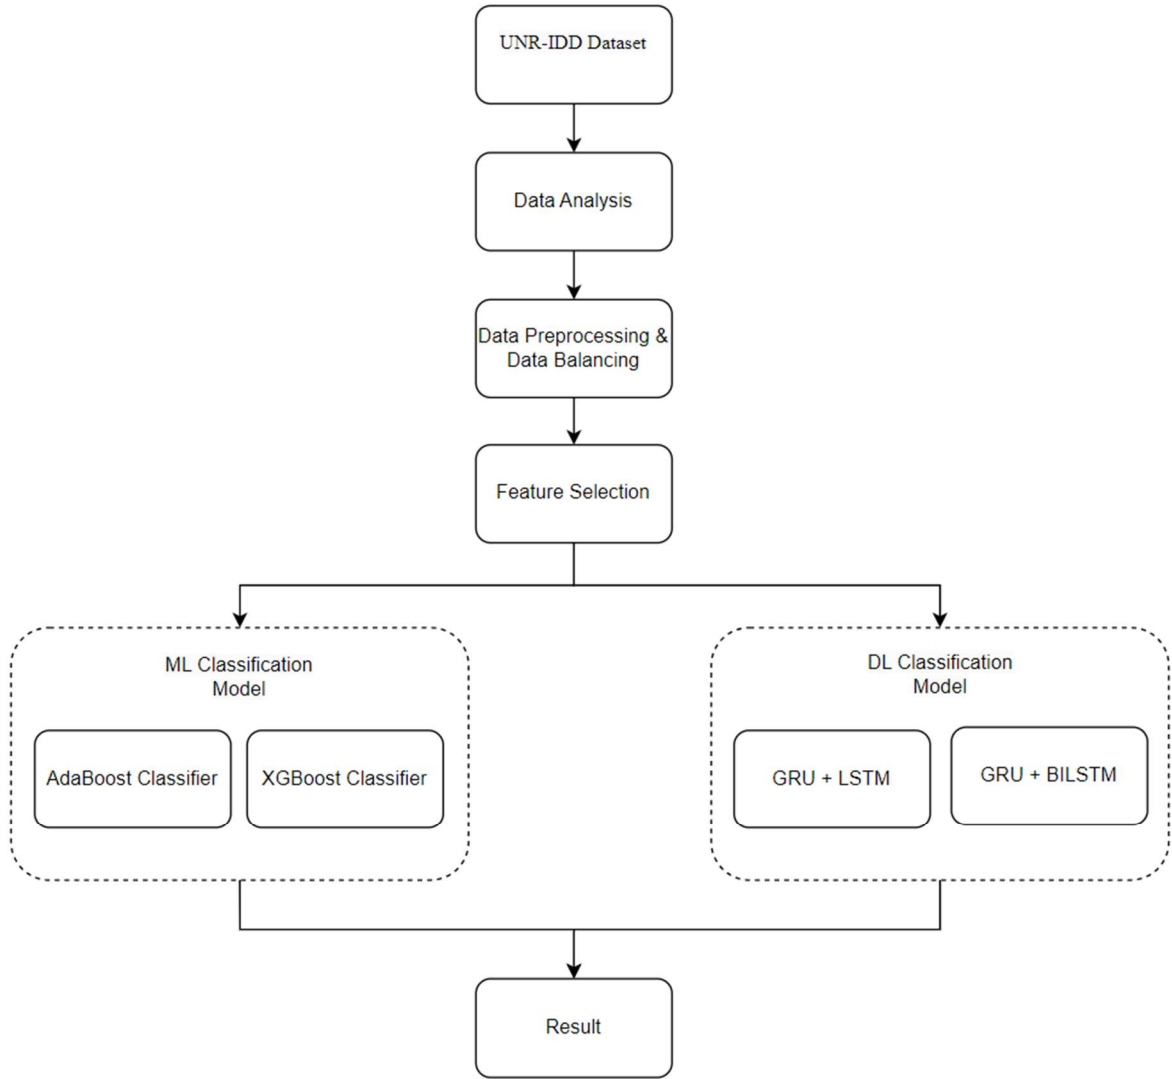 UNR-IDD Dataset
Data Analysis
Data Preprocessing &
Data Balancing
Feature Selection
ML Classification
Model
AdaBoost Classifier
XGBoost Classifier
DL Classification
Model
GRU + LSTM
GRU + BILSTM
Result